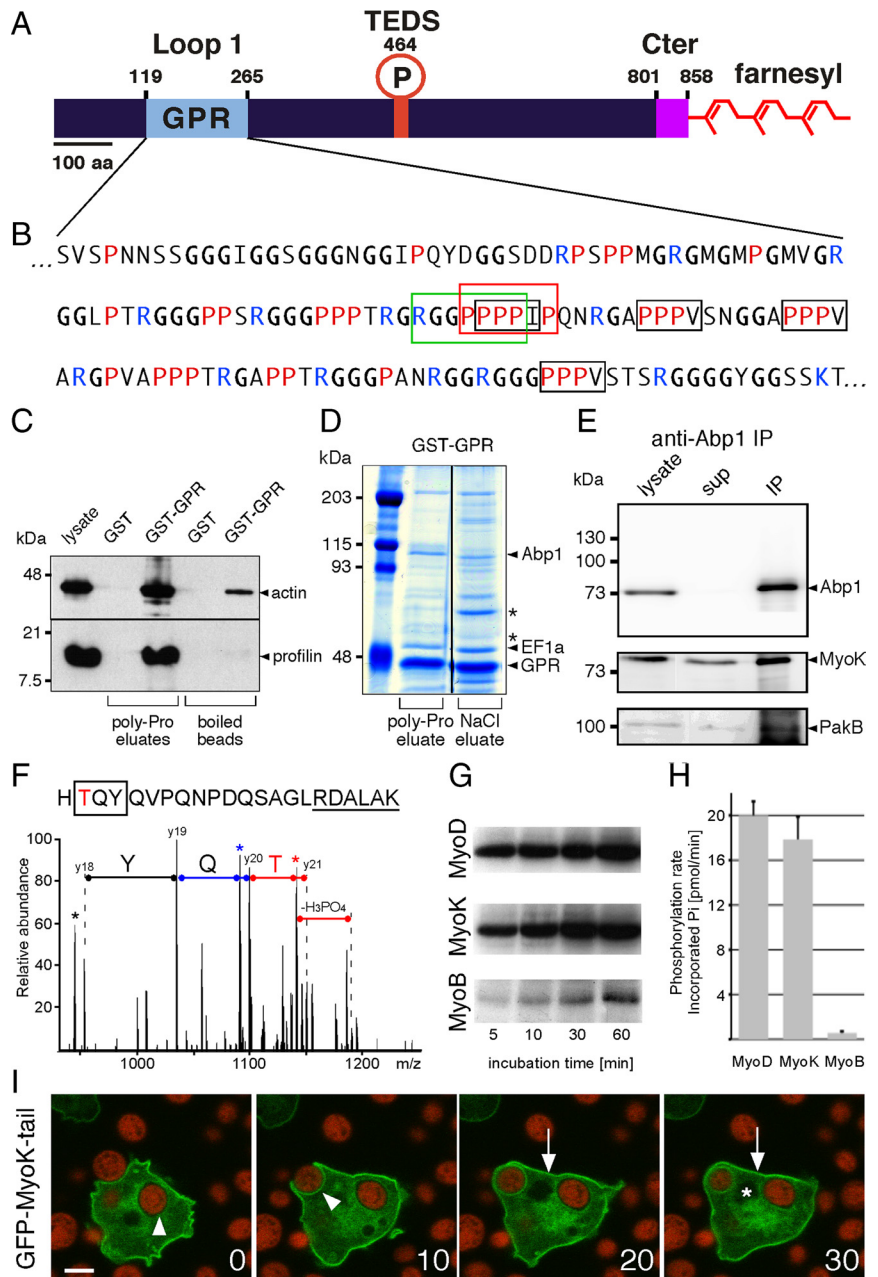 A
Loop 1
TEDS
464
P
Cter
119
265
801
858
farnesyl
GPR
100 aa
B
...SVSPNNSSGGGIGGSGGGNGGIPQYDGGSDDRPSPPMGRGMGMPGMVGR
GGLPTRGGGPPSRGGGPPPTRGRGGPPPPIPQNRGAPPPVSNGGAPPPV
ARGPVAPPPTRGAPPTRGGGPANRGGRGGGPPPVSTSRGGGGYGGSSKT...
C
kDa
lysate
GST
GST-GPR
GST
GST-GPR
48
actin
21
profilin
7.5
poly-Pro
eluates
boiled
beads
D
GST-GPR
kDa
203
115
Abp1
93
*
*
EF1a
48
GPR
poly-Pro
eluate
NaCl
eluate
E
anti-Abp1 IP
kDa
lysate
sup
IP
130
100
73
Abp1
MyoK
73
100
PakB
F
HTQYQVPQNPDQSAGLRDALAK
Relative abundance
100
80
60
40
20
y18
Y
y19
Q
*
y20
T
*
y21
-H3PO4
*
1000
1100
1200
m/z
G
MyoD
MyoK
MyoB
5 10 30 60
incubation time [min]
H
Phosphorylation rate
Incorporated Pi [pmol/min]
20
16
12
8
4
MyoD MyoK MyoB
I
GFP-MyoK-tail
0
10
20
*
30